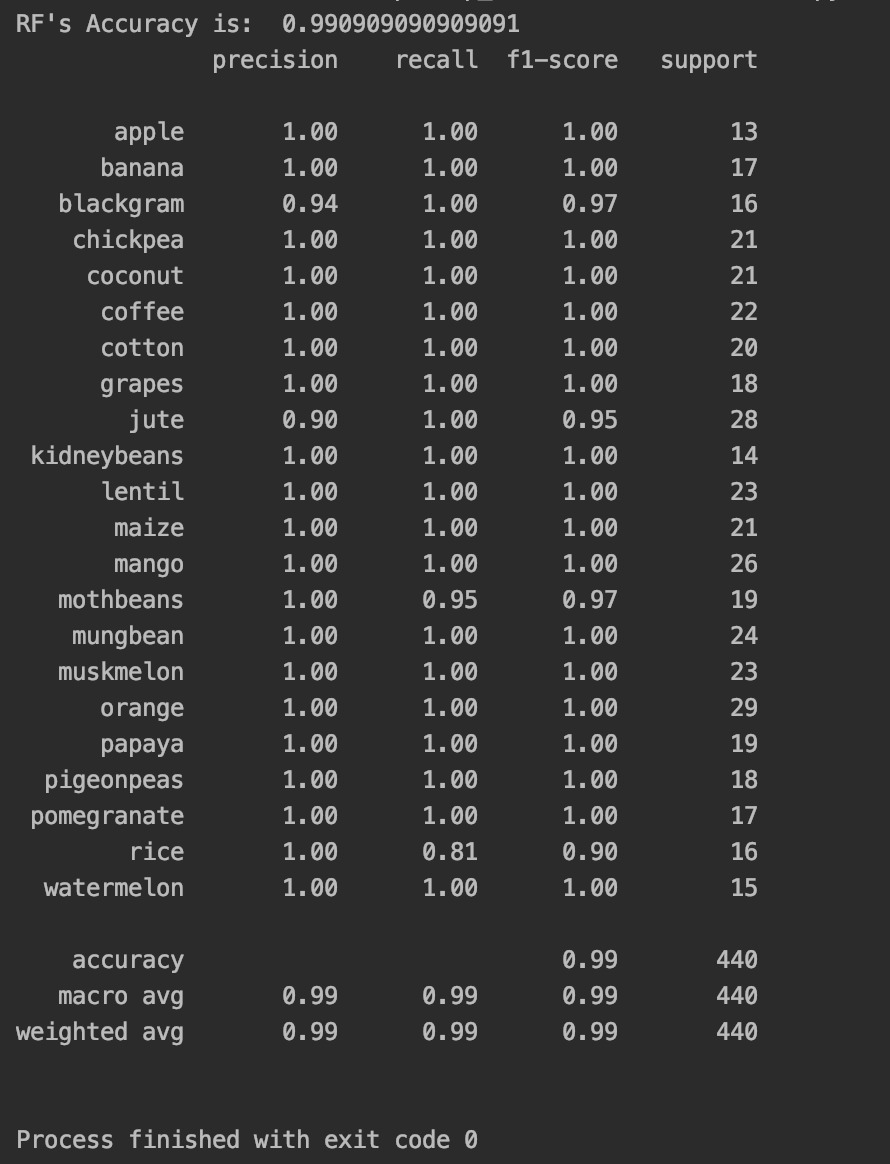 RF's Accuracy is:  0.990909090909091
              precision    recall  f1-score   support

       apple       1.00      1.00      1.00        13
      banana       1.00      1.00      1.00        17
   blackgram       0.94      1.00      0.97        16
    chickpea       1.00      1.00      1.00        21
     coconut       1.00      1.00      1.00        21
      coffee       1.00      1.00      1.00        22
      cotton       1.00      1.00      1.00        20
      grapes       1.00      1.00      1.00        18
        jute       0.90      1.00      0.95        28
 kidneybeans       1.00      1.00      1.00        14
      lentil       1.00      1.00      1.00        23
       maize       1.00      1.00      1.00        21
       mango       1.00      1.00      1.00        26
   mothbeans       1.00      0.95      0.97        19
    mungbean       1.00      1.00      1.00        24
   muskmelon       1.00      1.00      1.00        23
      orange       1.00      1.00      1.00        29
      papaya       1.00      1.00      1.00        19
  pigeonpeas       1.00      1.00      1.00        18
 pomegranate       1.00      1.00      1.00        17
        rice       1.00      0.81      0.90        16
  watermelon       1.00      1.00      1.00        15

    accuracy                           0.99       440
   macro avg       0.99      0.99      0.99       440
weighted avg       0.99      0.99      0.99       440

Process finished with exit code 0